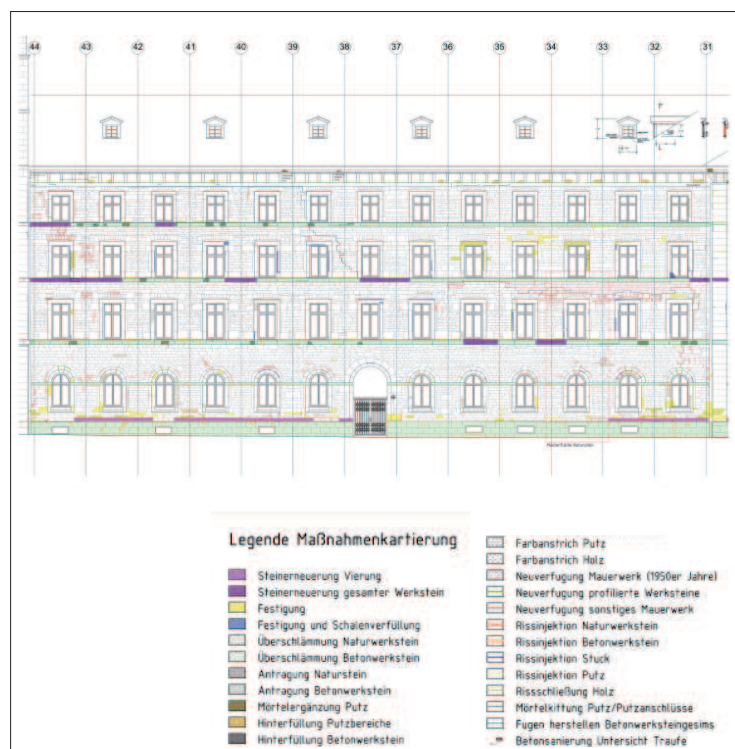 44 43 42 41 40 39 38 37 36 35 34 33 32 31
Legende Maßnahmenkartierung
Steinerneuerung Vierung
Steinerneuerung gesamter Werkstein
Festigung
Festigung und Schalenverfüllung
Überschlämmung Naturwerkstein
Überschlämmung Betonwerkstein
Antragung Naturstein
Antragung Betonwerkstein
Mörtelergänzung Putz
Hinterfüllung Putzbereiche
Hinterfüllung Betonwerkstein
Farbanstrich Putz
Farbanstrich Holz
Neuverfugung Mauerwerk (1950er Jahre)
Neuverfugung profilierte Werksteine
Neuverfugung sonstiges Mauerwerk
Rissinjektion Naturwerkstein
Rissinjektion Betonwerkstein
Rissinjektion Stuck
Rissinjektion Putz
Rissschließung Holz
Mörtelkittung Putz/Putzanschlüsse
Fugen herstellen Betonwerksteingesims
Betonsanierung Untersicht Traufe